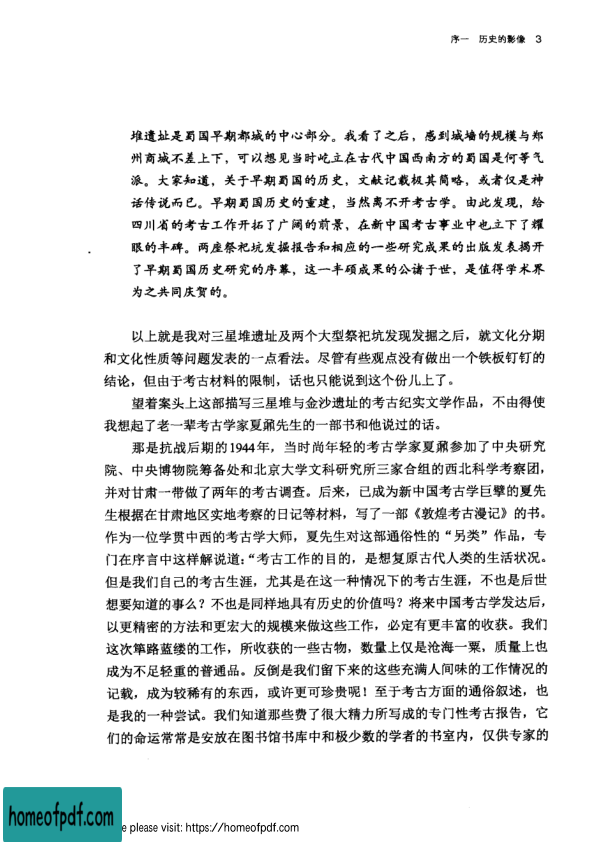 序一 历史的影像 3
堆遗址是蜀国早期都城的中心部分。我看了之后，感到城墙的规模与郑
州商城不差上下，可以想见当时屹立在古代中国西南方的蜀国是何等气
派。大家知道，关于早期蜀国的历史，文献记载极其简略，或者仅是神
话传说而已。早期蜀国历史的重建，当然离不开考古学。由此发现，给
四川省的考古工作开拓了广阔的前景，在新中国考古事业中也立下了耀
眼的丰碑。两座祭祀坑发掘报告和相应的一些研究成果的出版发表揭开
了早期蜀国历史研究的序幕，这一丰硕成果的公诸于世，是值得学术界
为之共同庆贺的。
以上就是我对三星堆遗址及两个大型祭祀坑发现发掘之后，就文化分期
和文化性质等问题发表的一点看法。尽管有些观点没有做出一个铁板钉钉的
结论，但由于考古材料的限制，话也只能说到这个份儿上了。
望着案头上这部描写三星堆与金沙遗址的考古纪实文学作品，不由得使
我想起了老一辈考古学家夏鼐先生的一部书和他说过的话。
那是抗战后期的1944年，当时尚年轻的考古学家夏鼐参加了中央研究
院、中央博物院筹备处和北京大学文科研究所三家合组的西北科学考察团，
并对甘肃一带做了两年的考古调查。后来，已成为新中国考古学巨擘的夏先
生根据在甘肃地区实地考察的日记等材料，写了一部《敦煌考古漫记》的书。
作为一位学贯中西的考古学大师，夏先生对这部通俗性的“另类”作品，专
门在序言中这样解说道：“考古工作的目的，是想复原古代人类的生活状况。
但是我们自己的考古生涯，尤其是在这一种情况下的考古生涯，不也是后世
想要知道的事么？不也是同样地具有历史的价值吗？将来中国考古学发达后，
以更精密的方法和更宏大的规模来做这些工作，必定有更丰富的收获。我们
这次筚路蓝缕的工作，所收获的一些古物，数量上仅是沧海一粟，质量上也
成为不足轻重的普通品。反倒是我们留下来的这些充满人间味的工作情况的
记载，成为较稀有的东西，或许更可珍贵呢！至于考古方面的通俗叙述，也
是我的一种尝试。我们知道那些费了很大精力所写成的专门性考古报告，它
们的命运常常是安放在图书馆书库中和极少数的学者的书室内，仅供专家的
homeofpdf.com
e please visit: https://homeofpdf.com